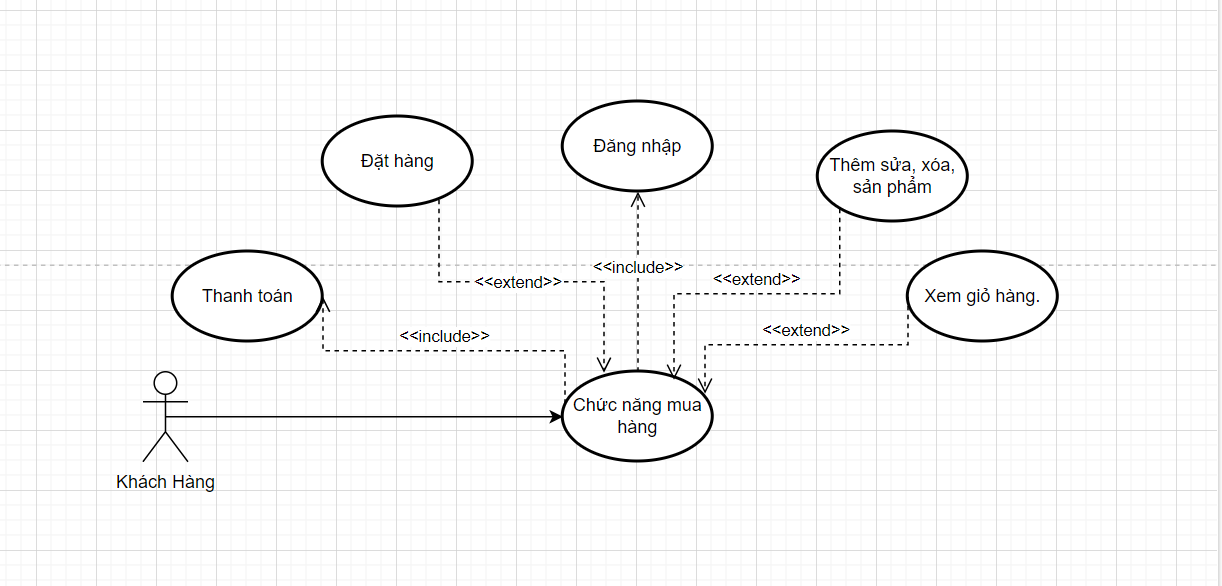 Đăng nhập
Đặt hàng
Thêm sửa, xóa,
sản phẩm
<<include>>
<<extend>>
<<extend>>
Thanh toán
Xem giỏ hàng.
<<include>>
<<extend>>
Chức năng mua
hàng
Khách Hàng